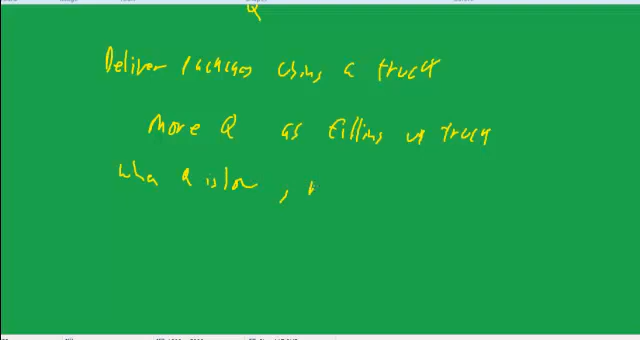 Q
Deliver packages using a truck
More Q as filling up truck
when Q is low ,